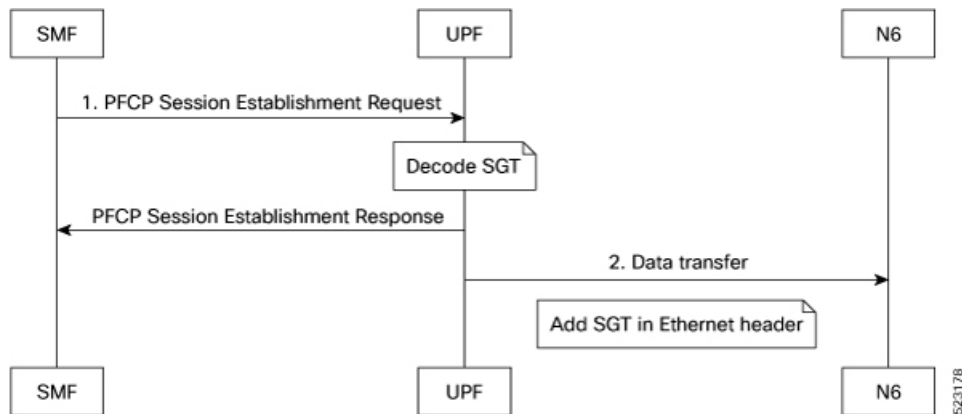 SMF UPF N6
1. PFCP Session Establishment Request
Decode SGT
PFCP Session Establishment Response
2. Data transfer
Add SGT in Ethernet header
SMF UPF N6
523178